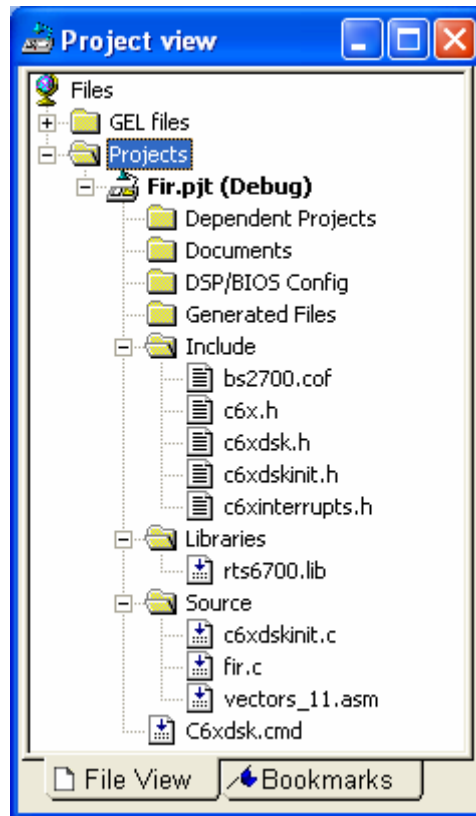 Project view
Files
GEL files
Projects
Fir.pjt (Debug)
Dependent Projects
Documents
DSP/BIOS Config
Generated Files
Include
bs2700.cof
c6x.h
c6xdsk.h
c6xdskinit.h
c6xinterrupts.h
Libraries
rts6700.lib
Source
c6xdskinit.c
fir.c
vectors_11.asm
C6xdsk.cmd
File View Bookmarks